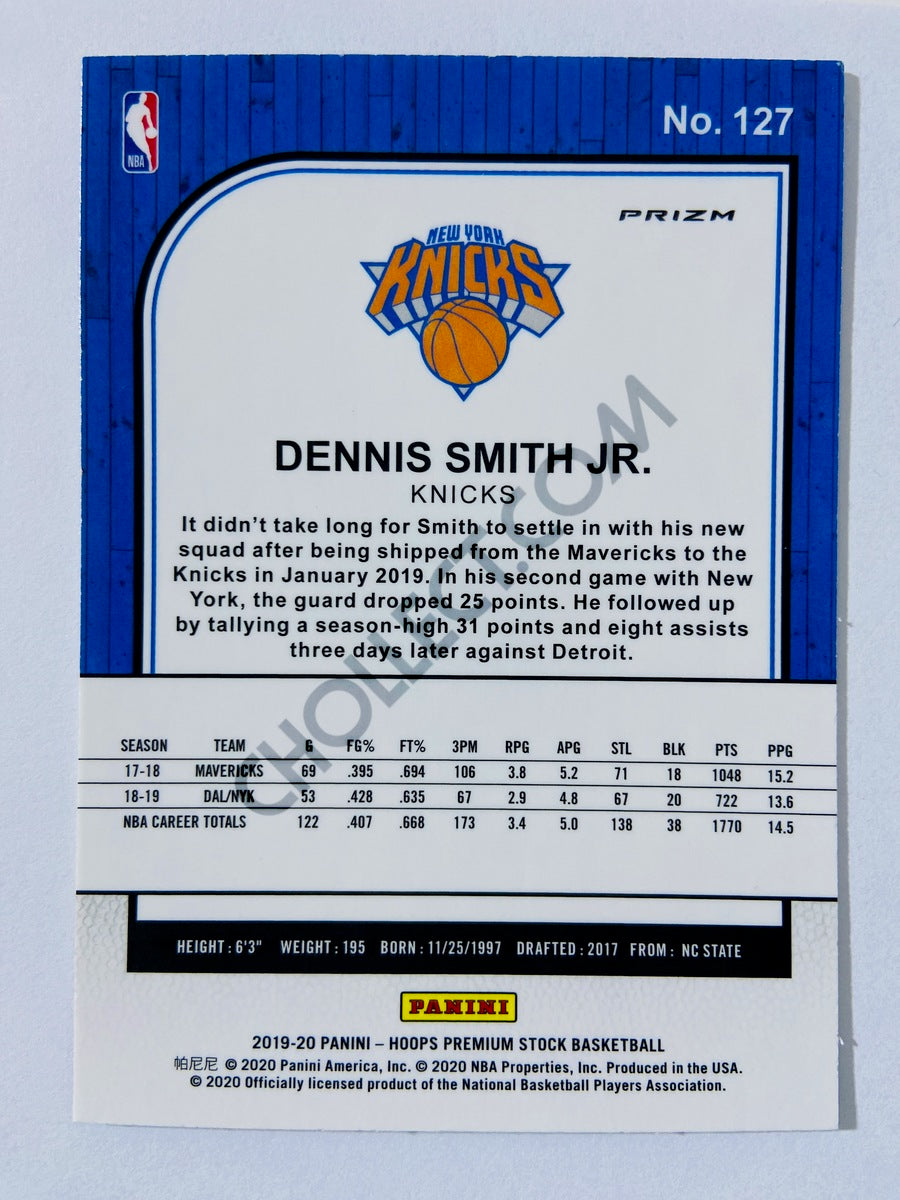 NBA
No. 127
PRIZM
NEW YORK
KNICKS
DENNIS SMITH JR.
KNICKS
It didn't take long for Smith to settle in with his new
squad after being shipped from the Mavericks to the
Knicks in January 2019. In his second game with New
York, the guard dropped 25 points. He followed up
by tallying a season-high 31 points and eight assists
three days later against Detroit.
CHOLLECT.COM
SEASON TEAM G FG% FT% 3PM RPG APG STL BLK PTS PPG
17-18 MAVERICKS 69 .395 .694 106 3.8 5.2 71 18 1048 15.2
18-19 DAL/NYK 53 .428 .635 67 2.9 4.8 67 20 722 13.6
NBA CAREER TOTALS 122 .407 .668 173 3.4 5.0 138 38 1770 14.5
HEIGHT : 6'3" WEIGHT : 195 BORN : 11/25/1997 DRAFTED : 2017 FROM : NC STATE
PANINI
2019-20 PANINI – HOOPS PREMIUM STOCK BASKETBALL
帕尼尼 © 2020 Panini America, Inc. © 2020 NBA Properties, Inc. Produced in the USA.
© 2020 Officially licensed product of the National Basketball Players Association.